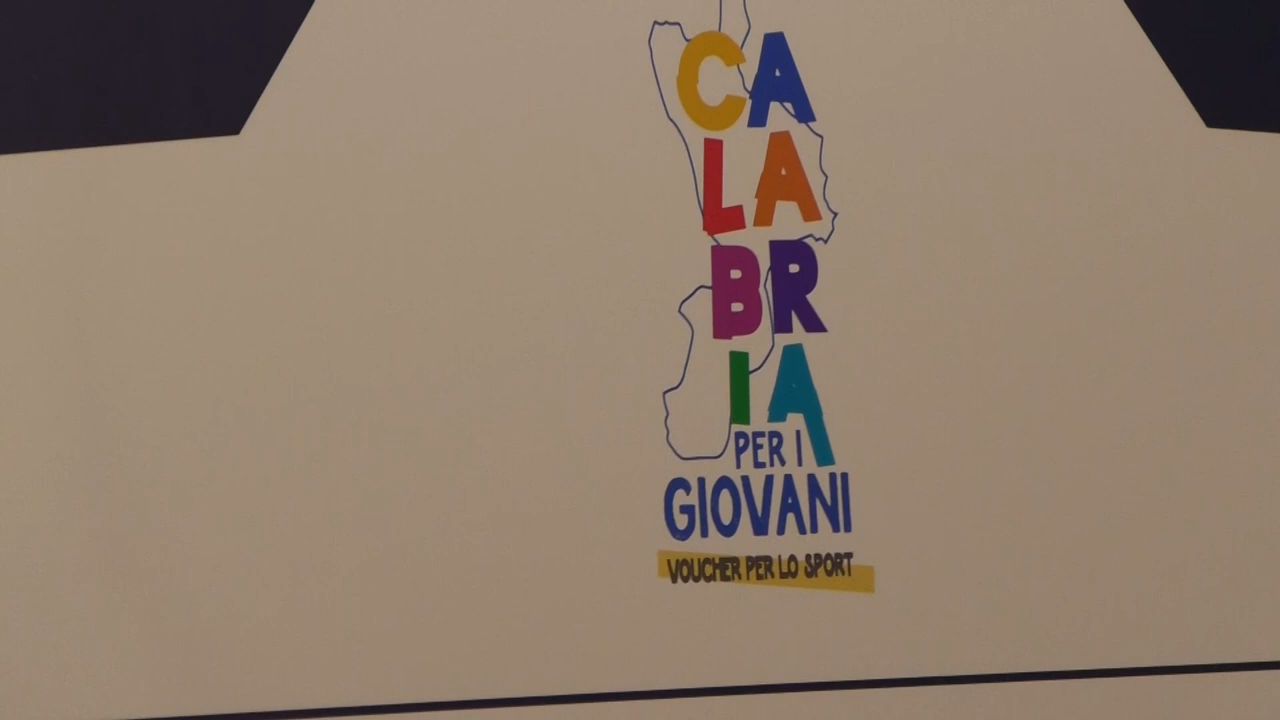 CA
LA
BR
IA
PER I
GIOVANI
VOUCHER PER LO SPORT